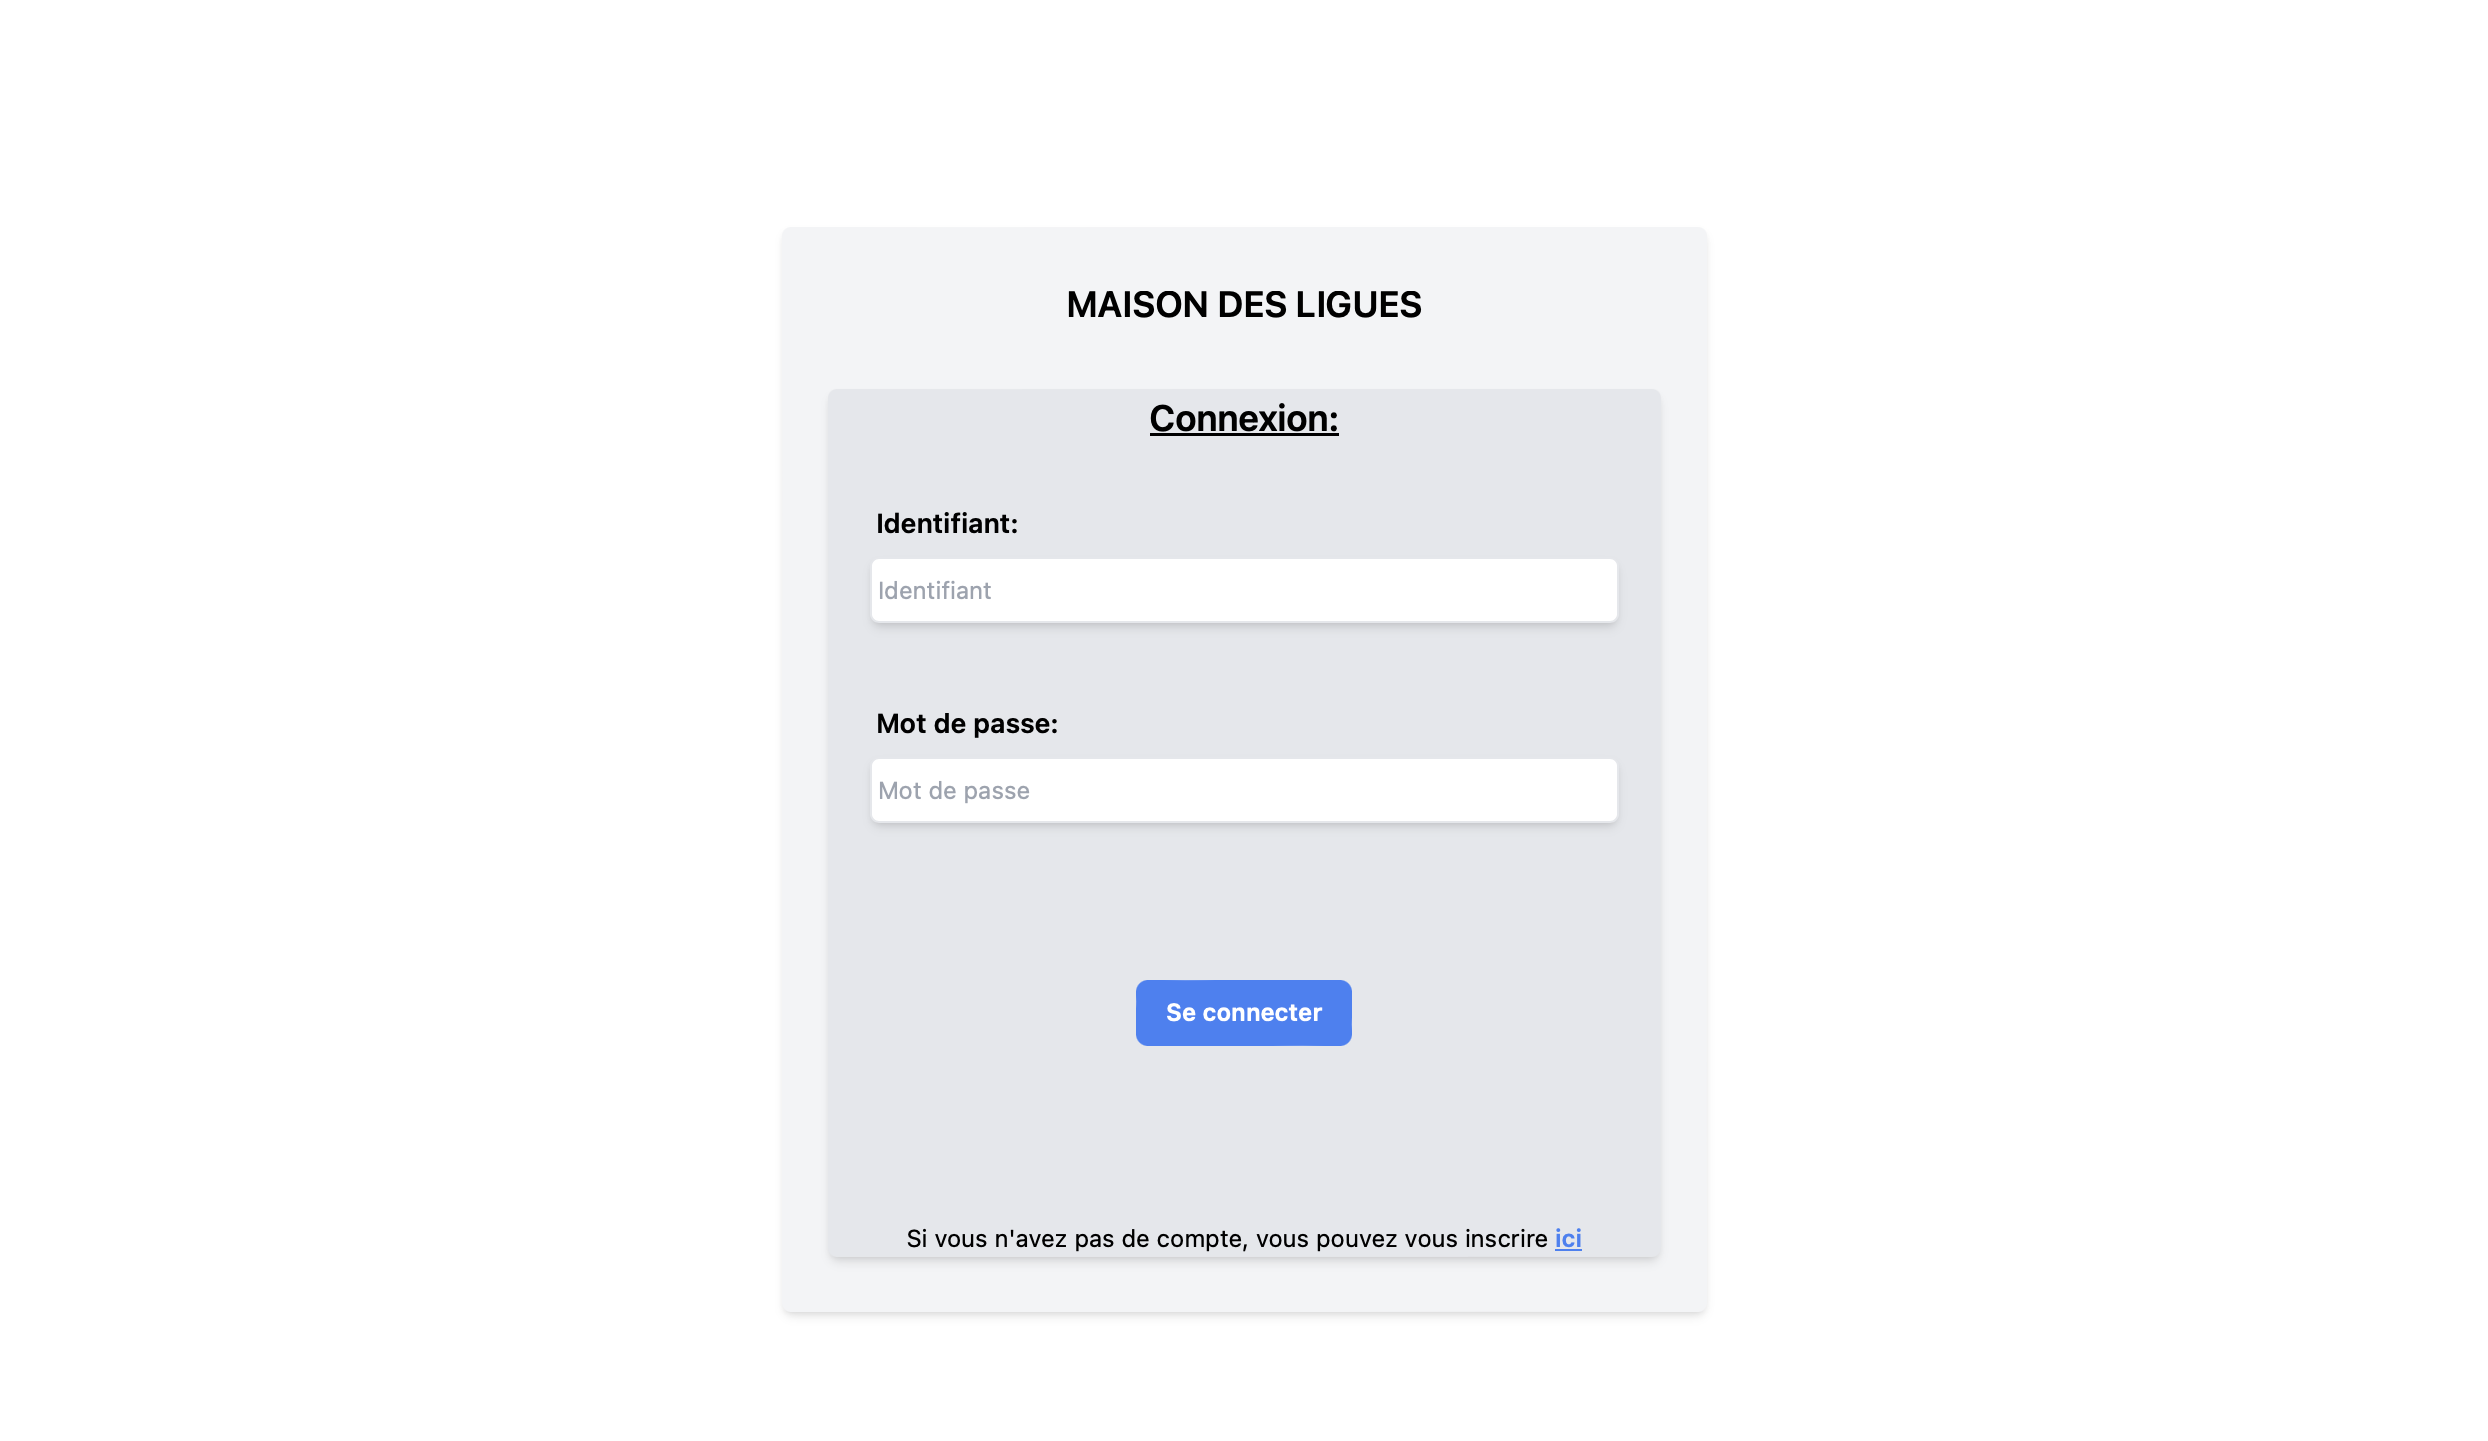 MAISON DES LIGUES
Connexion:
Identifiant:
Identifiant
Mot de passe:
Mot de passe
Se connecter
Si vous n'avez pas de compte, vous pouvez vous inscrire ici